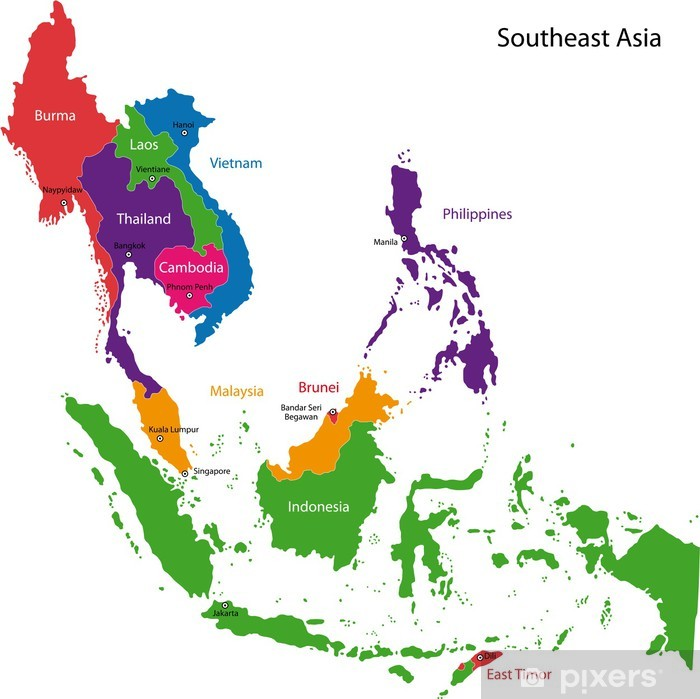 Southeast Asia
Burma
Hanoi
Laos
Vientiane
Vietnam
Naypyidaw
Thailand
Philippines
Manila
Bangkok
Cambodia
Phnom Penh
Malaysia
Brunei
Bandar Seri
Begawan
Kuala Lumpur
Singapore
Indonesia
Jakarta
Dili
East Timor
pixers®